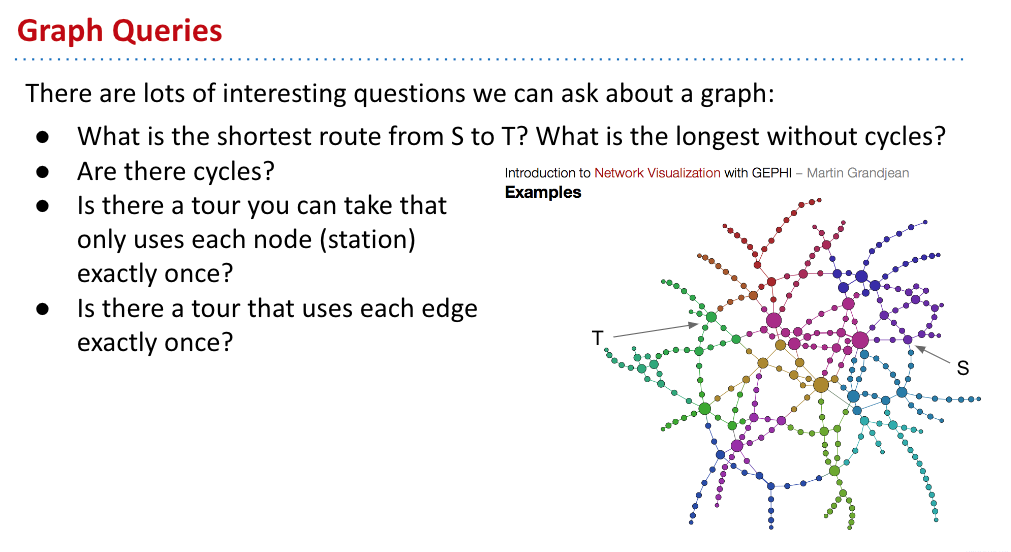 Graph Queries
There are lots of interesting questions we can ask about a graph:
● What is the shortest route from S to T? What is the longest without cycles?
● Are there cycles?
● Is there a tour you can take that
only uses each node (station)
exactly once?
● Is there a tour that uses each edge
exactly once?
Introduction to Network Visualization with GEPHI – Martin Grandjean
Examples
T
S